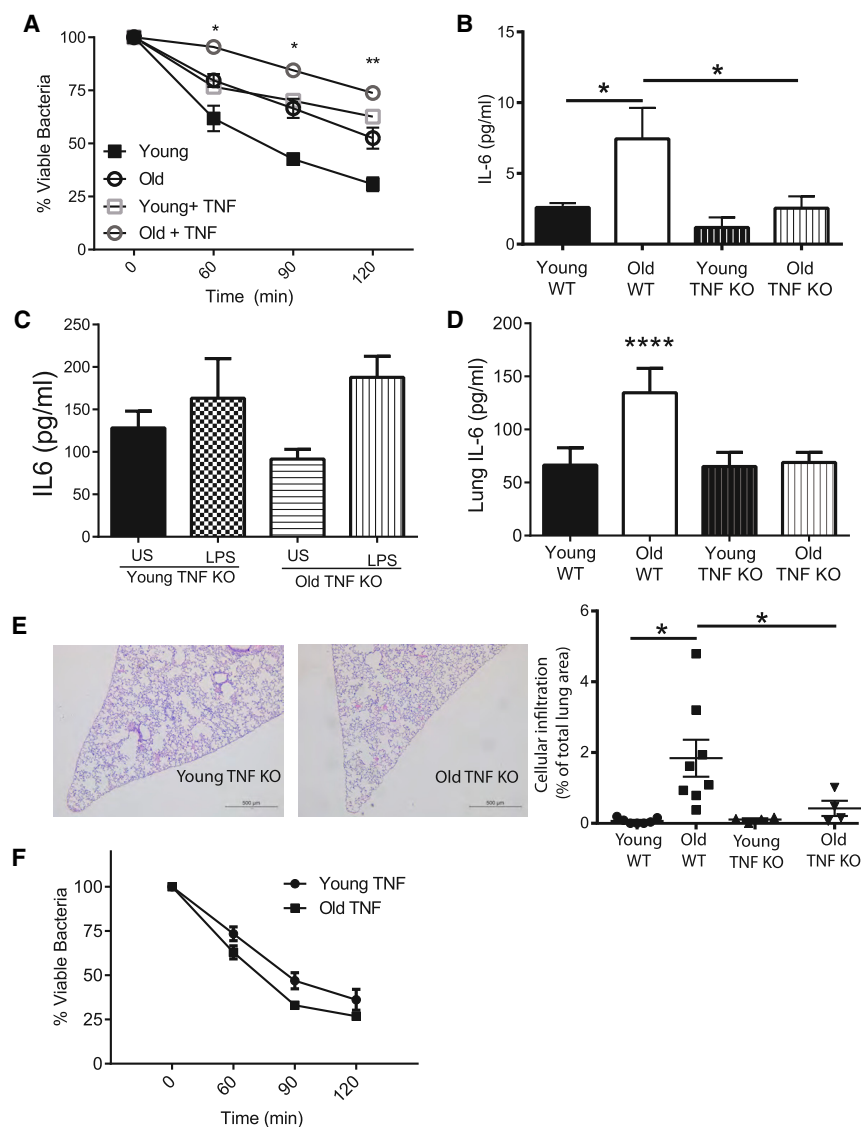 A
% Viable Bacteria
100
75
50
25
0
*
*
**
Young
Old
Young+ TNF
Old + TNF
0
60
90
120
Time (min)
B
IL-6 (pg/ml)
15
10
5
0
*
*
Young WT
Old WT
Young TNF KO
Old TNF KO
C
IL6 (pg/ml)
250
200
150
100
50
0
US
LPS
US
LPS
Young TNF KO
Old TNF KO
D
Lung IL-6 (pg/ml)
200
150
100
50
0
****
Young WT
Old WT
Young TNF KO
Old TNF KO
E
Young TNF KO
500 µm
Old TNF KO
500 µm
Cellular infiltration
(% of total lung area)
6
4
2
0
*
*
Young WT
Old WT
Young TNF KO
Old TNF KO
F
% Viable Bacteria
100
75
50
25
0
Young TNF
Old TNF
0
60
90
120
Time (min)